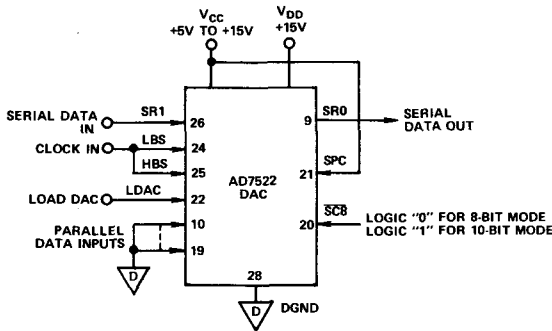 VCC
+5V TO +15V
VDD
+15V
SERIAL DATA IN
SR1
26
CLOCK IN
LBS
24
HBS
25
LOAD DAC
LDAC
22
PARALLEL DATA INPUTS
10
19
D
AD7522
DAC
9
SR0
SERIAL DATA OUT
SPC
21
20
SC8
LOGIC "0" FOR 8-BIT MODE
LOGIC "1" FOR 10-BIT MODE
28
D
DGND